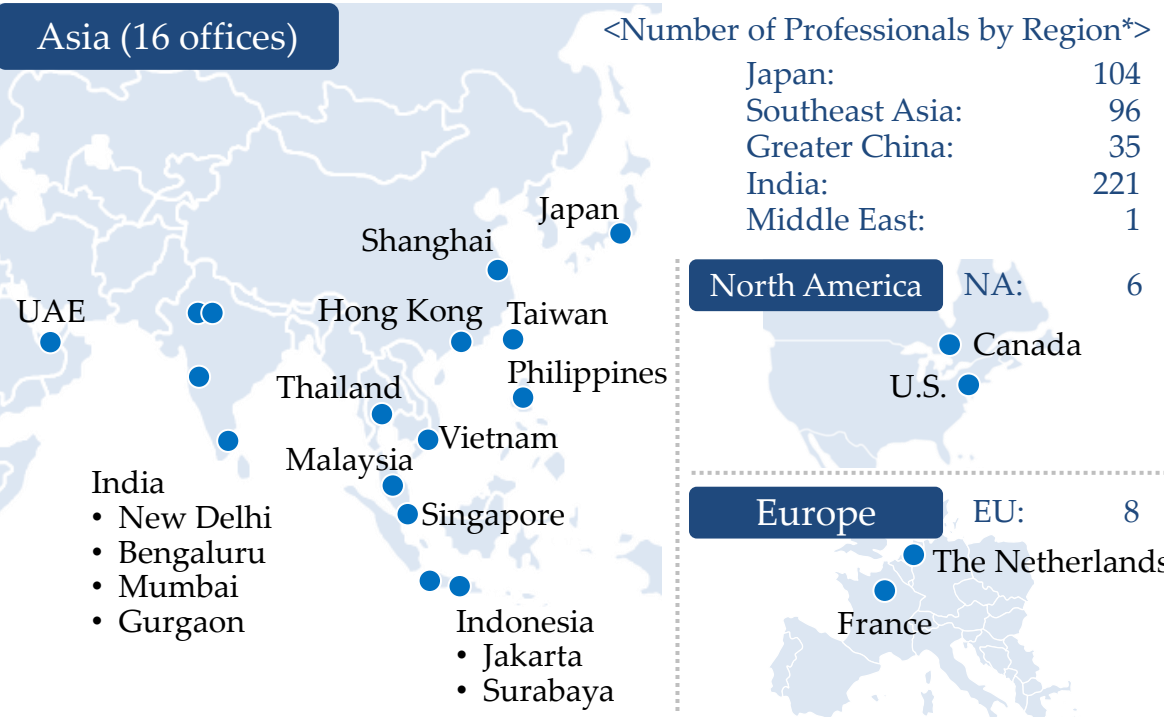 Asia (16 offices)
<Number of Professionals by Region*>
Japan: 104
Southeast Asia: 96
Greater China: 35
India: 221
Middle East: 1
Japan
Shanghai
UAE
Hong Kong
Taiwan
Philippines
Thailand
Vietnam
Malaysia
Singapore
India
• New Delhi
• Bengaluru
• Mumbai
• Gurgaon
Indonesia
• Jakarta
• Surabaya
North America NA: 6
Canada
U.S.
Europe EU: 8
The Netherlands
France